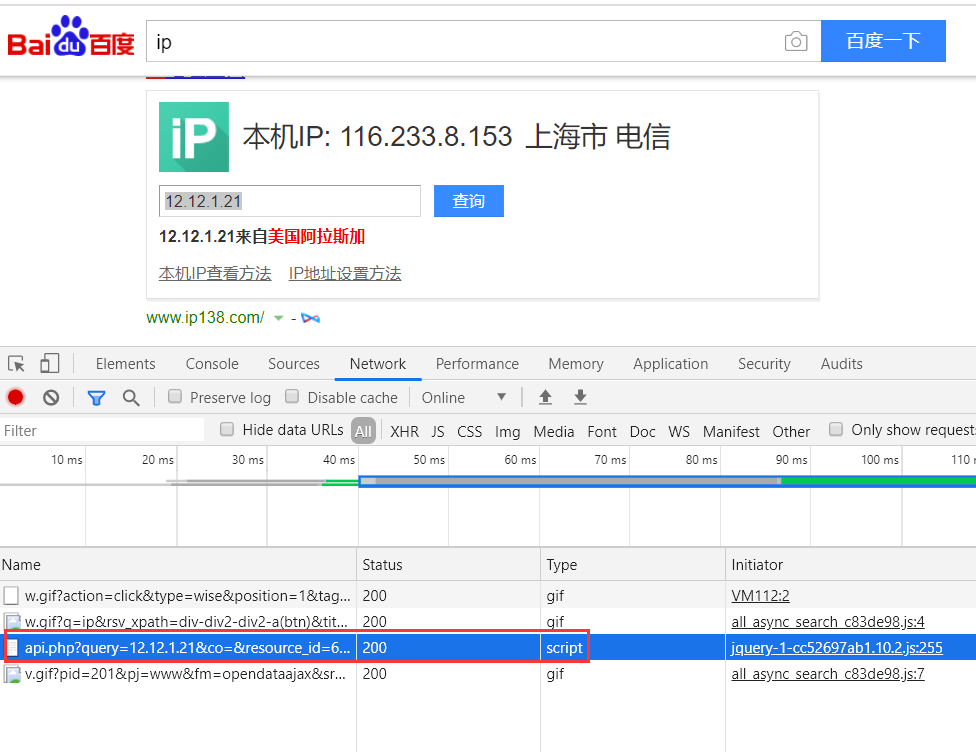 Bai du 百度 ip 百度一下
iP 本机IP: 116.233.8.153 上海市 电信
12.12.1.21 查询
12.12.1.21来自美国阿拉斯加
本机IP查看方法 IP地址设置方法
www.ip138.com/ -
Elements Console Sources Network Performance Memory Application Security Audits
Preserve log Disable cache Online
Filter Hide data URLs All XHR JS CSS Img Media Font Doc WS Manifest Other Only show request
10 ms 20 ms 30 ms 40 ms 50 ms 60 ms 70 ms 80 ms 90 ms 100 ms 110
Name Status Type Initiator
w.gif?action=click&type=wise&position=1&tag... 200 gif VM112:2
w.gif?q=ip&rsv_xpath=div-div2-div2-a(btn)&tit... 200 gif all_async_search_c83de98.js:4
api.php?query=12.12.1.21&co=&resource_id=6... 200 script jquery-1-cc52697ab1.10.2.js:255
v.gif?pid=201&pj=www&fm=opendataajax&sr... 200 gif all_async_search_c83de98.js:7